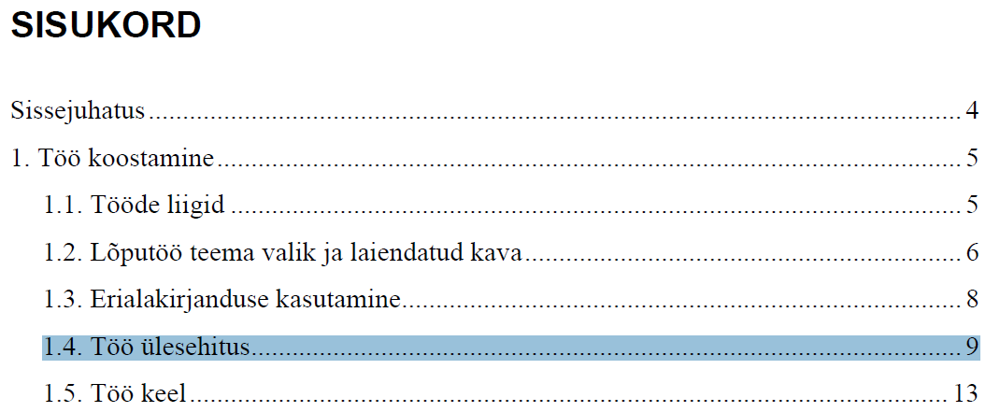 SISUKORD
Sissejuhatus 4
1. Töö koostamine 5
1.1. Tööde liigid 5
1.2. Lõputöö teema valik ja laiendatud kava 6
1.3. Erialakirjanduse kasutamine 8
1.4. Töö ülesehitus 9
1.5. Töö keel 13